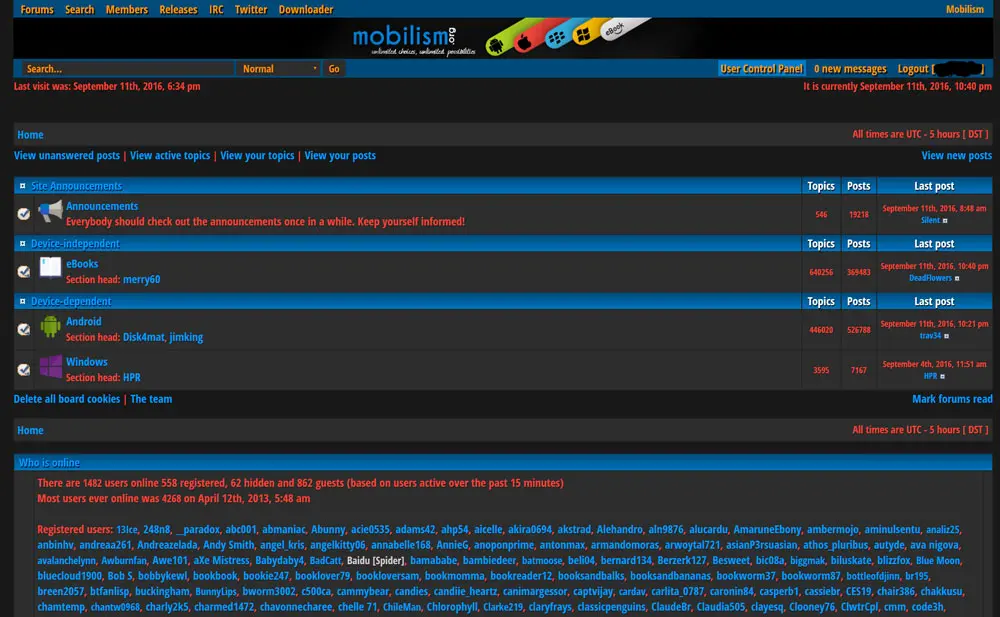 Forums Search Members Releases IRC Twitter Downloader Mobilism
mobilism.org
unlimited choices, unlimited possibilities
eBook
Search... Normal Go User Control Panel 0 new messages Logout [ ]
Last visit was: September 11th, 2016, 6:34 pm It is currently September 11th, 2016, 10:40 pm
Home All times are UTC - 5 hours [ DST ]
View unanswered posts | View active topics | View your topics | View your posts View new posts
Site Announcements Topics Posts Last post
Announcements
Everybody should check out the announcements once in a while. Keep yourself informed!
546 19218 September 11th, 2016, 8:48 am
Silent
Device-independent Topics Posts Last post
eBooks
Section head: merry60
640256 369483 September 11th, 2016, 10:40 pm
DeadFlowers
Device-dependent Topics Posts Last post
Android
Section head: Disk4mat, jimking
446020 526788 September 11th, 2016, 10:21 pm
trav34
Windows
Section head: HPR
3595 7167 September 4th, 2016, 11:51 am
HPR
Delete all board cookies | The team Mark forums read
Home All times are UTC - 5 hours [ DST ]
Who is online
There are 1482 users online 558 registered, 62 hidden and 862 guests (based on users active over the past 15 minutes)
Most users ever online was 4268 on April 12th, 2013, 5:48 am
Registered users: 13Ice, 248n8, __paradox, abc001, abmaniac, Abunny, acie0535, adams42, ahp54, aicelle, akira0694, akstrad, Alehandro, aln9876, alucardu, AmaruneEbony, ambermojo, aminulsentu, analiz25,
anbinhv, andreaa261, Andreazelada, Andy Smith, angel_kris, angelkitty06, annabelle168, AnnieG, anoponprime, antonmax, armandomoras, arwoytal721, asianP3rsuasian, athos_pluribus, autyde, ava nigova,
avalanchelynn, Awburnfan, Awe101, aXe Mistress, Babydaby4, BadCatt, Baidu [Spider], bamababe, bambiedeer, batmoose, beli04, bernard134, Berzerk127, Besweet, bic08a, biggmak, biluskate, blivzfox, Blue Moon,
bluecloud1900, Bob S, bobbykewl, bookbook, bookie247, booklover79, bookloversam, bookmomma, bookreader12, booksandbalks, booksandbananas, bookworm37, bookworm87, bottleofdjinn, br195,
breen2057, btfanlisp, buckingham, BunnyLips, bworm3002, c500ca, cammybear, candies, candiie_heartz, canimargessor, captvijay, cardav, carlita_0787, caronin84, casperb1, cassiebr, CES19, chair386, chakkusu,
chamtemp, chantw0968, charly2k5, charmed1472, chavonnecharee, chelle 71, ChileMan, Chlorophyll, Clarke219, claryfrays, classicpenguins, ClaudeBr, Claudia505, clayesq, Clooney76, ClwtrCpl, cmm, code3h,